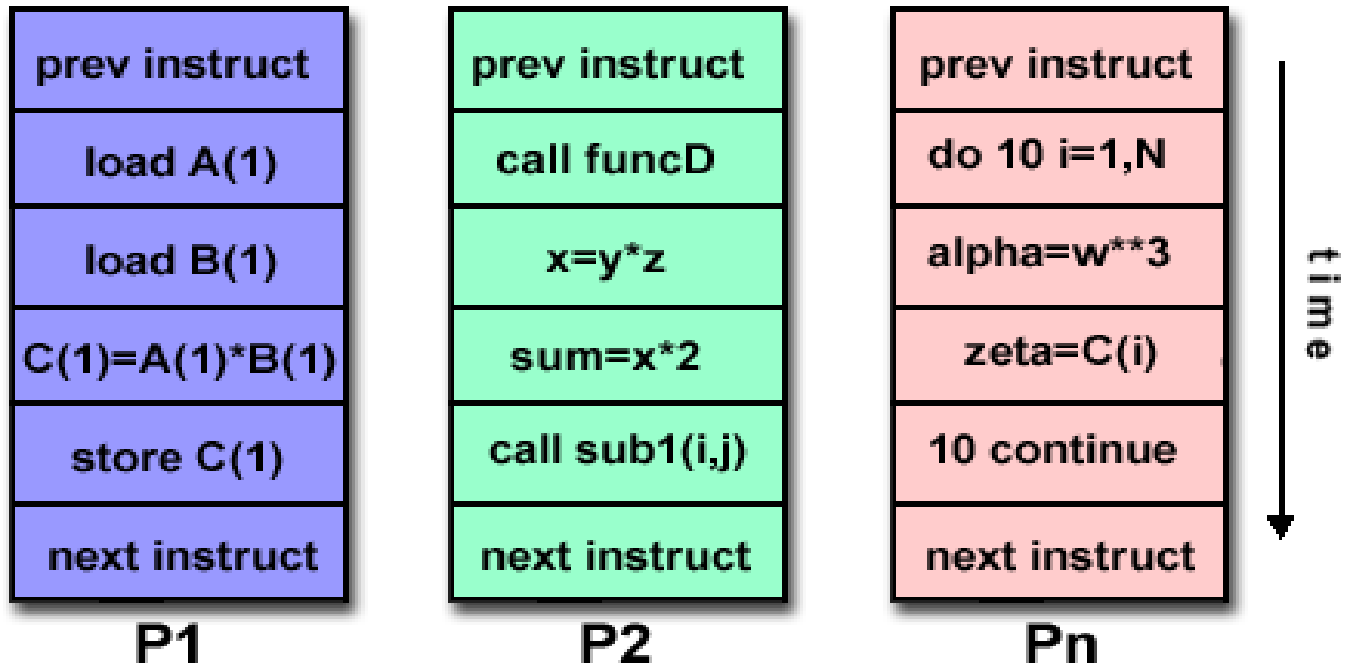 prev instruct
load A(1)
load B(1)
C(1)=A(1)*B(1)
store C(1)
next instruct
P1
prev instruct
call funcD
x=y*z
sum=x*2
call sub1(i,j)
next instruct
P2
prev instruct
do 10 i=1,N
alpha=w**3
zeta=C(i)
10 continue
next instruct
Pn
time